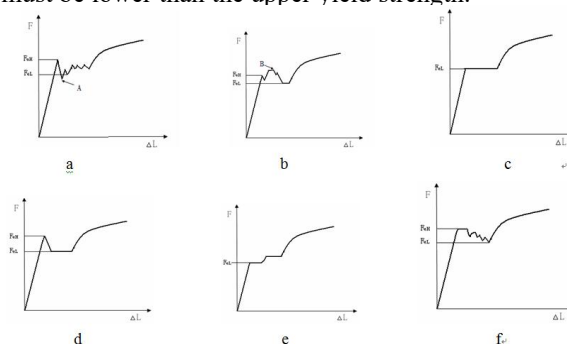 must be lower than the upper yield strength.
F
FeH
FeL
A
ΔL
a
F
B
FeH
FeL
ΔL
b
F
FeL
ΔL
c
F
FeH
FeL
ΔL
d
F
FeL
ΔL
e
F
FeH
FeL
ΔL
f